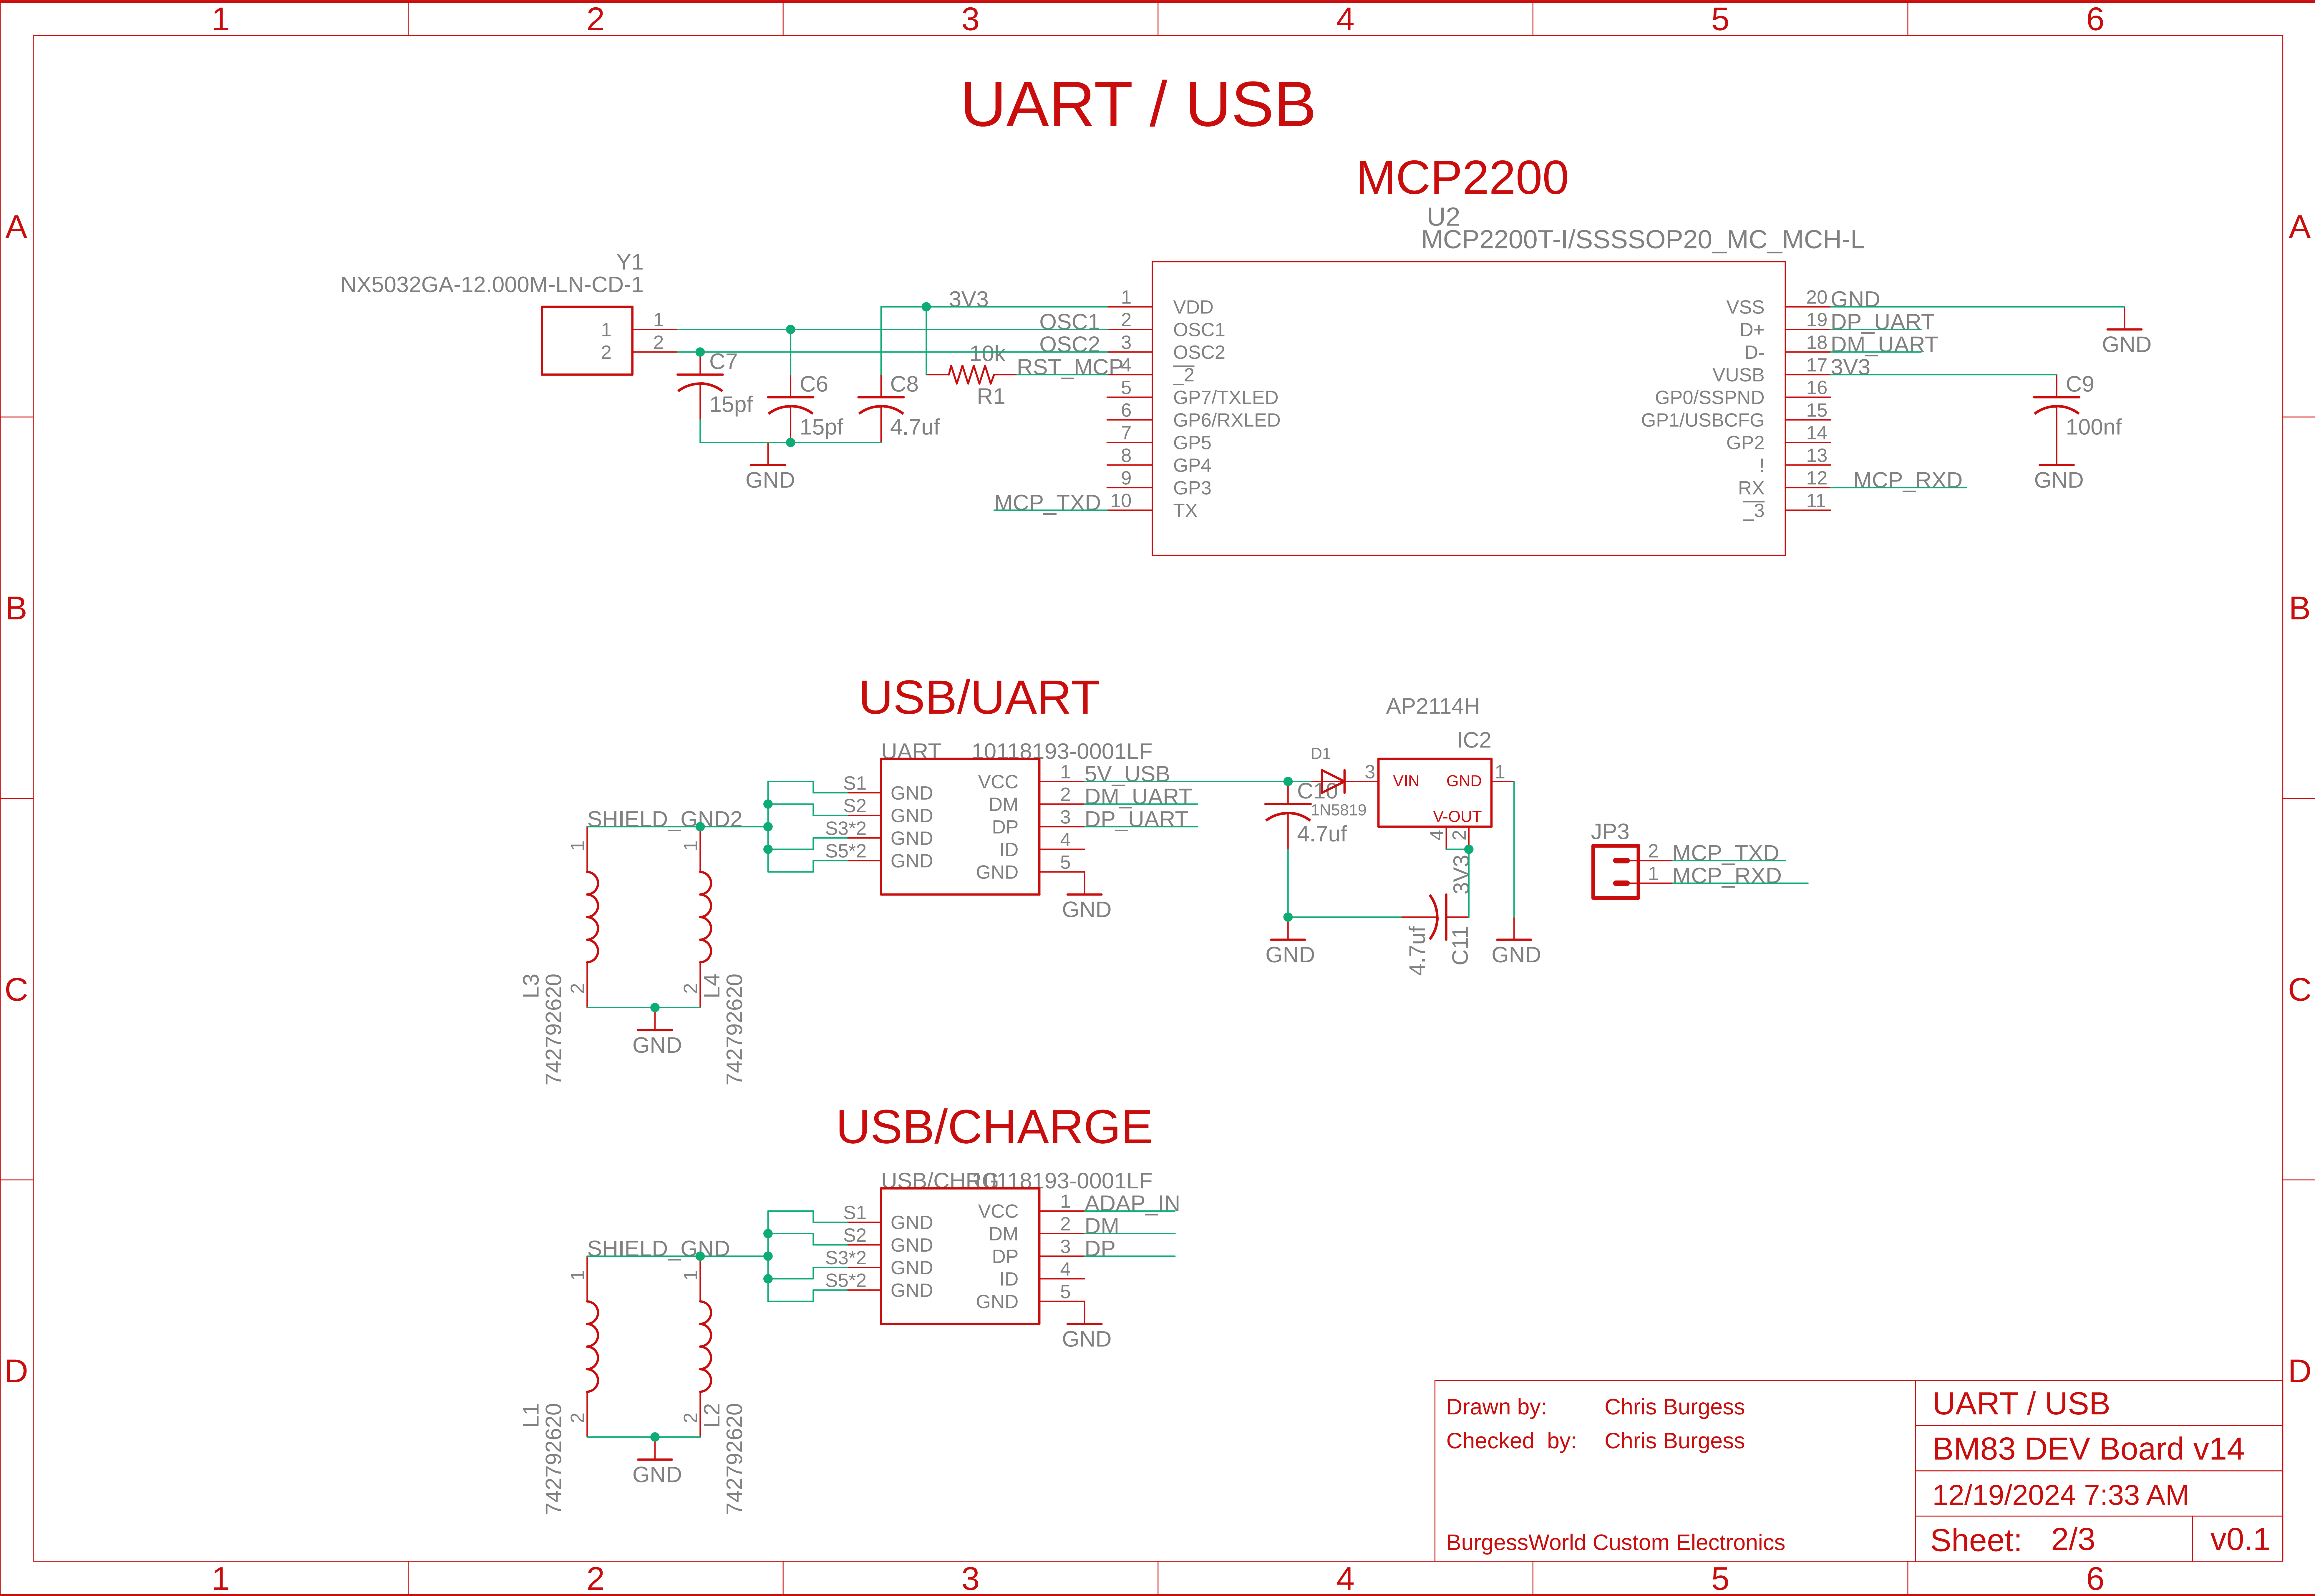 1 2 3 4 5 6
UART / USB
MCP2200
U2
MCP2200T-I/SSSSOP20_MC_MCH-L
A A
Y1
NX5032GA-12.000M-LN-CD-1
1 1
2 2
3V3
OSC1
OSC2
10k
RST_MCP
R1
C7
15pf
C6
15pf
C8
4.7uf
GND
MCP_TXD
1 VDD
2 OSC1
3 OSC2
4 _2
5 GP7/TXLED
6 GP6/RXLED
7 GP5
8 GP4
9 GP3
10 TX
VSS 20 GND
D+ 19 DP_UART
D- 18 DM_UART
VUSB 17 3V3
GP0/SSPND 16
GP1/USBCFG 15
GP2 14
! 13
RX 12 MCP_RXD
_3 11
GND
C9
100nf
GND
B B
USB/UART
UART 10118193-0001LF
S1 GND
S2 GND
S3*2 GND
S5*2 GND
VCC 1 5V_USB
DM 2 DM_UART
DP 3 DP_UART
ID 4
GND 5
GND
SHIELD_GND2
1 1
2 2
L3
742792620
L4
742792620
GND
AP2114H
IC2
D1
1N5819
C10
4.7uf
3 VIN GND 1
V-OUT
4 2
3V3
4.7uf
C11
GND
GND
JP3
2 MCP_TXD
1 MCP_RXD
C C
USB/CHARGE
USB/CHRG 10118193-0001LF
S1 GND
S2 GND
S3*2 GND
S5*2 GND
VCC 1 ADAP_IN
DM 2 DM
DP 3 DP
ID 4
GND 5
GND
SHIELD_GND
1 1
2 2
L1
742792620
L2
742792620
GND
D D
Drawn by: Chris Burgess
Checked by: Chris Burgess
BurgessWorld Custom Electronics
UART / USB
BM83 DEV Board v14
12/19/2024 7:33 AM
Sheet: 2/3 v0.1
1 2 3 4 5 6